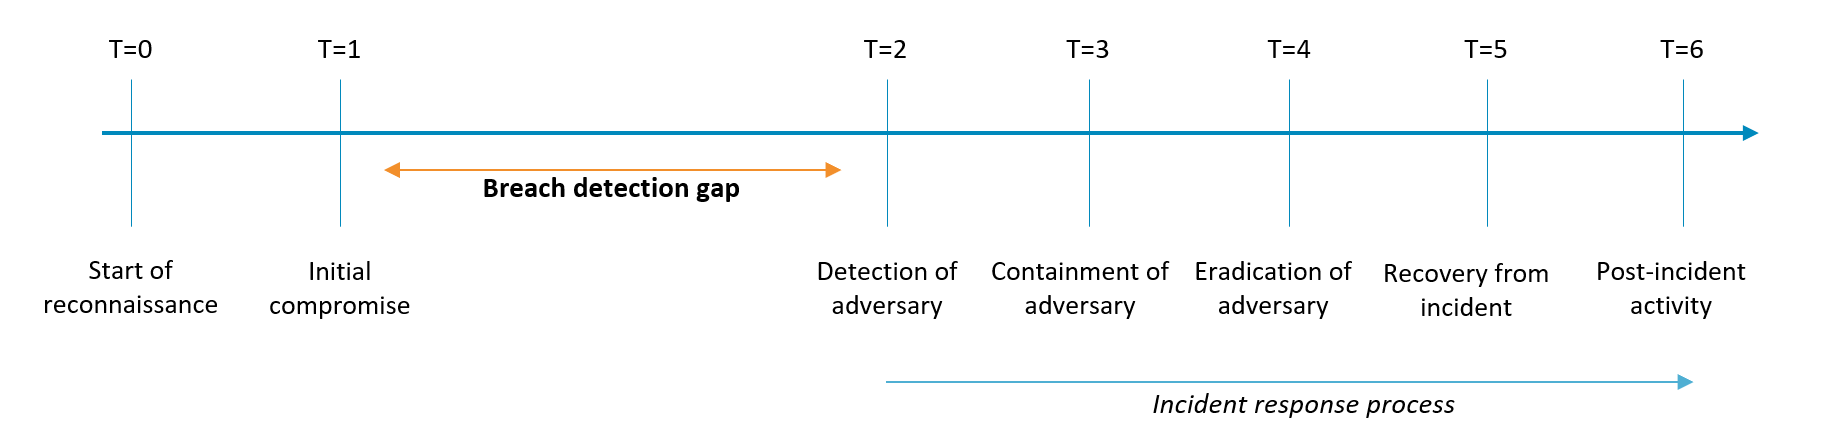 T=0
T=1
T=2
T=3
T=4
T=5
T=6
Breach detection gap
Start of
reconnaissance
Initial
compromise
Detection of
adversary
Containment of
adversary
Eradication of
adversary
Recovery from
incident
Post-incident
activity
Incident response process